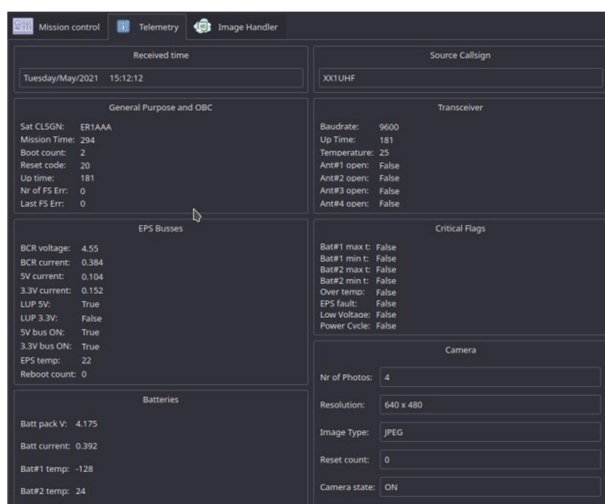 Mission control Telemetry Image Handler
Received time
Tuesday/May/2021 15:12:12
General Purpose and OBC
Sat CLSGN: ER1AAA
Mission Time: 294
Boot count: 2
Reset code: 20
Up time: 181
Nr of FS Err: 0
Last FS Err: 0
EPS Busses
BCR voltage: 4.55
BCR current: 0.384
5V current: 0.104
3.3V current: 0.152
LUP 5V: True
LUP 3.3V: False
5V bus ON: True
3.3V bus ON: True
EPS temp: 22
Reboot count: 0
Batteries
Batt pack V: 4.175
Batt current: 0.392
Bat#1 temp: -128
Bat#2 temp: 24
Source Callsign
XX1UHF
Transceiver
Baudrate: 9600
Up Time: 181
Temperature: 25
Ant#1 open: False
Ant#2 open: False
Ant#3 open: False
Ant#4 open: False
Critical Flags
Bat#1 max t: False
Bat#1 min t: False
Bat#2 max t: False
Bat#2 min t: False
Over temp: False
EPS fault: False
Low Voltage: False
Power Cycle: False
Camera
Nr of Photos: 4
Resolution: 640 x 480
Image Type: JPEG
Reset count: 0
Camera state: ON